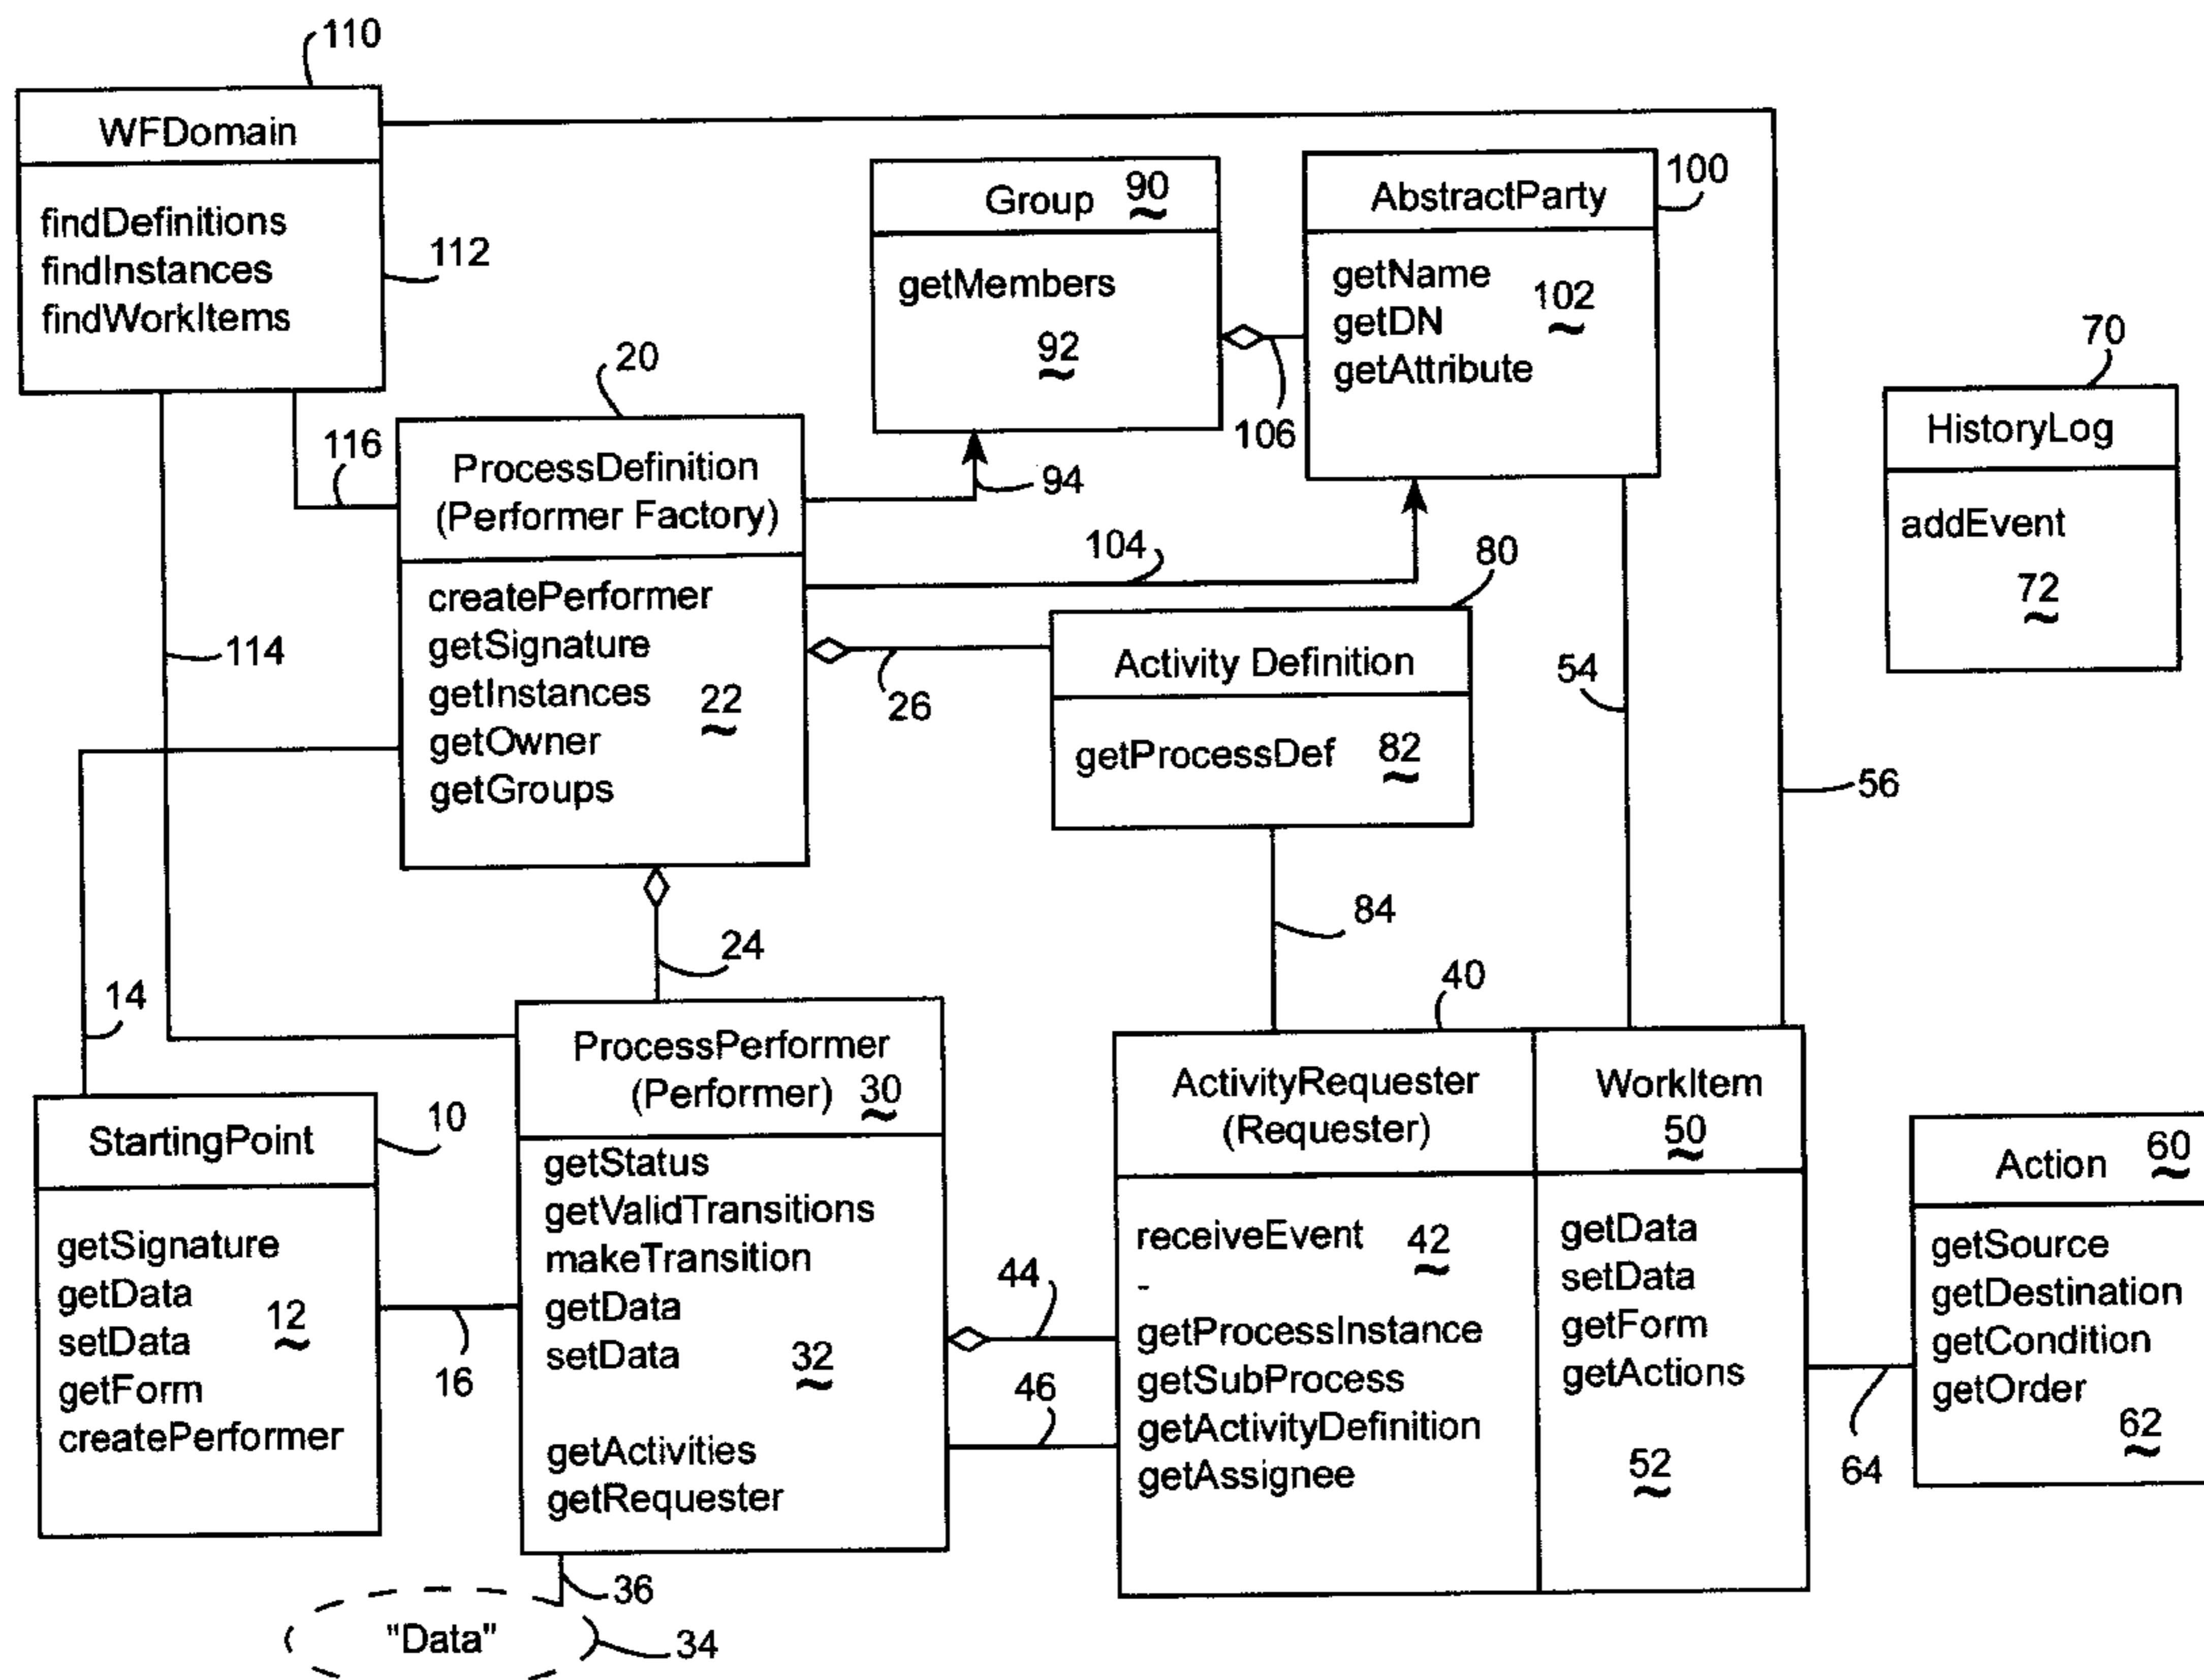 110
WFDomain
findDefinitions
findInstances
findWorkItems
112
Group 90
getMembers
92
AbstractParty
100
getName
getDN
getAttribute
102
106
70
HistoryLog
addEvent
72
20
116
ProcessDefinition
(Performer Factory)
createPerformer
getSignature
getInstances
getOwner
getGroups
22
94
104
80
26
Activity Definition
getProcessDef 82
54
56
114
84
24
14
40
ProcessPerformer
(Performer) 30
getStatus
getValidTransitions
makeTransition
getData
setData
32
getActivities
getRequester
StartingPoint
10
getSignature
getData
setData
getForm
createPerformer
12
16
44
46
ActivityRequester
(Requester)
receiveEvent 42
-
getProcessInstance
getSubProcess
getActivityDefinition
getAssignee
WorkItem
50
getData
setData
getForm
getActions
52
Action 60
getSource
getDestination
getCondition
getOrder
62
64
36
"Data"
34